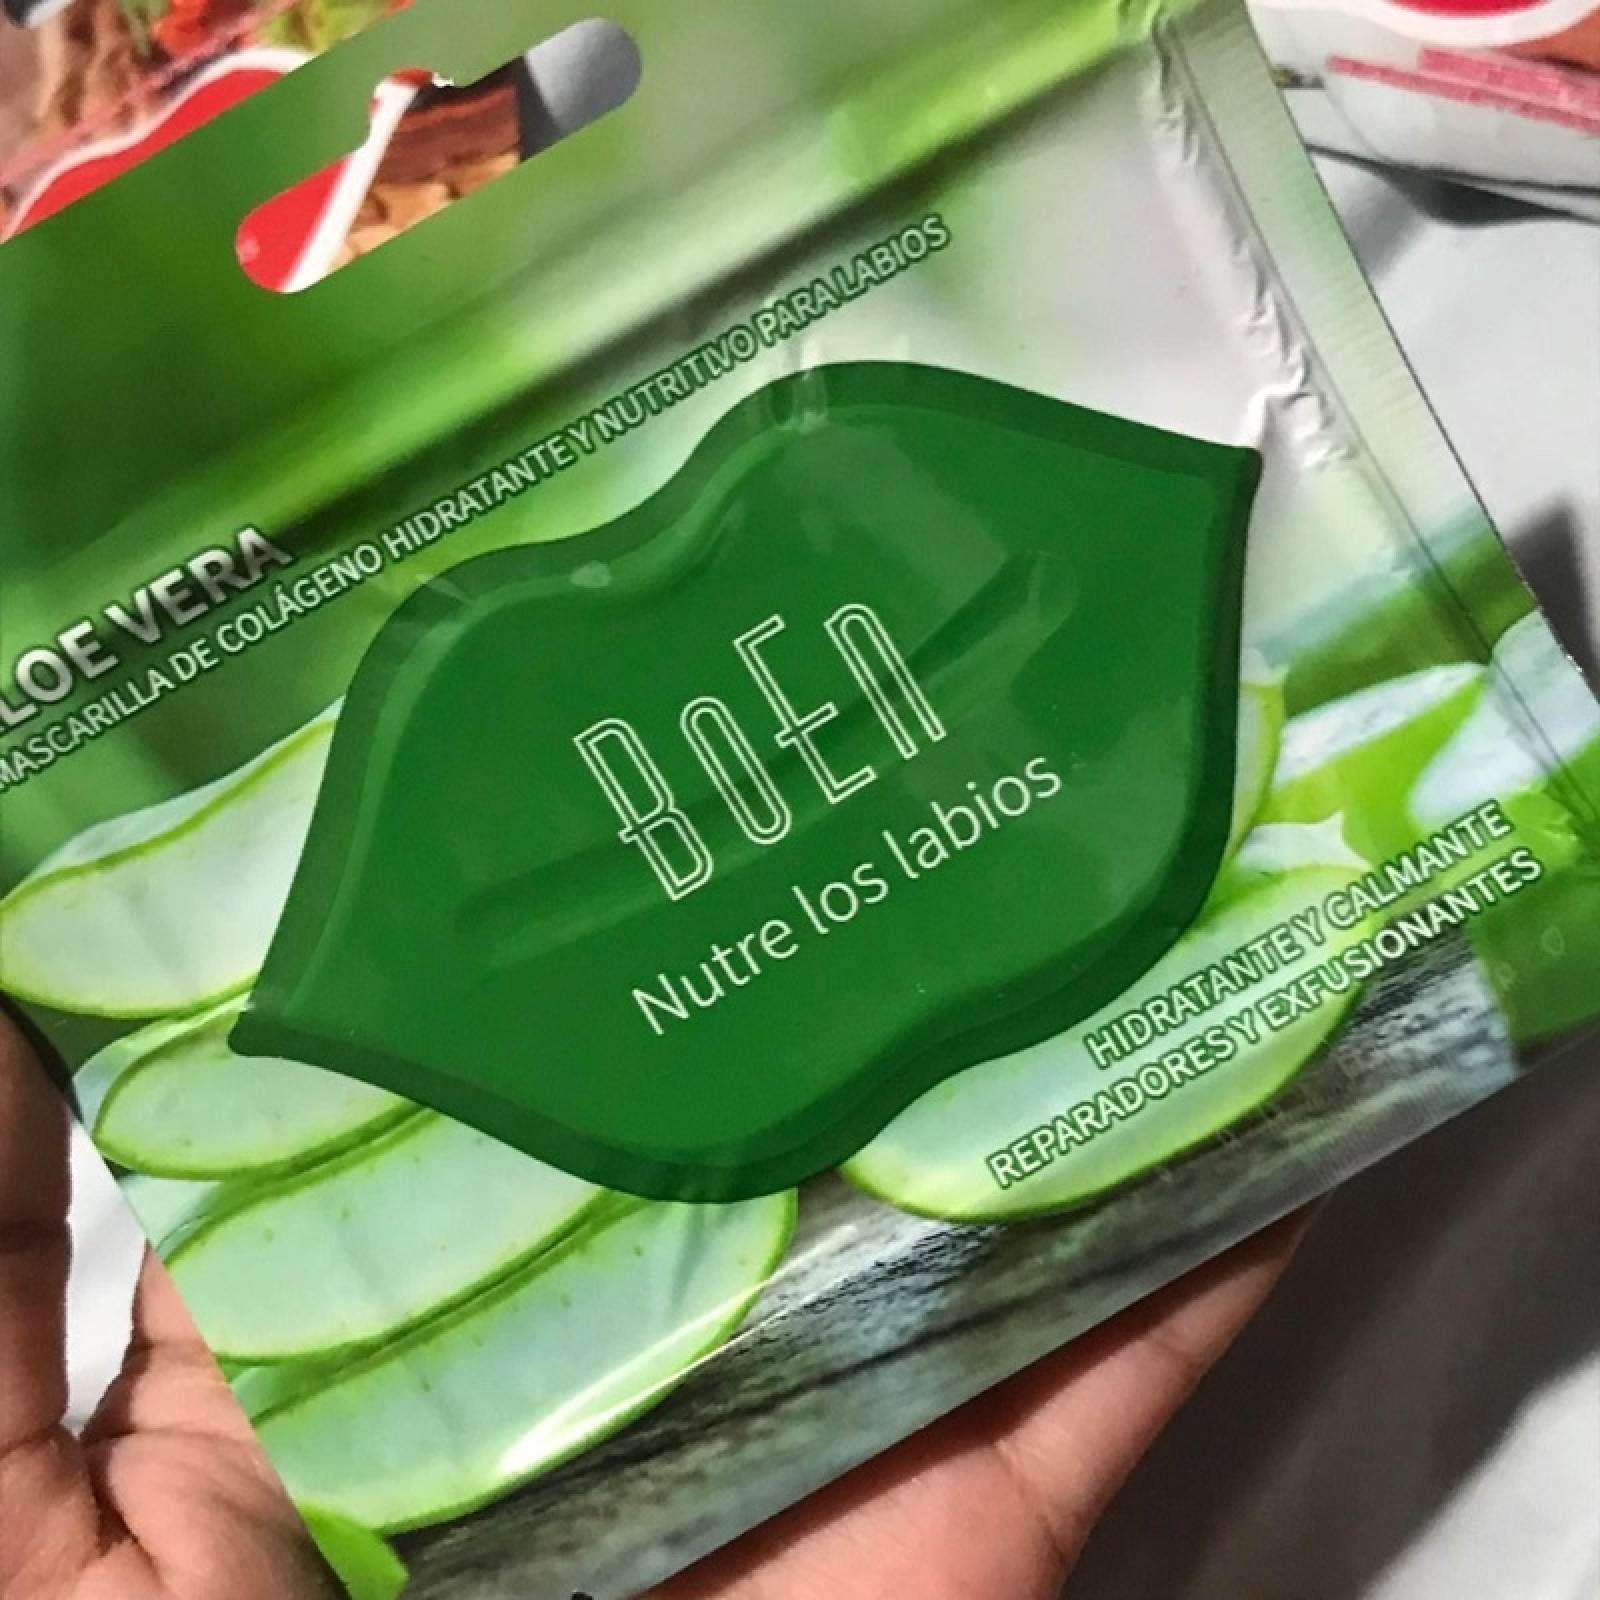 LOE VERA
MASCARILLA DE COLÁGENO HIDRATANTE Y NUTRITIVO PARA LABIOS
BOEN
Nutre los labios
HIDRATANTE Y CALMANTE
REPARADORES Y EXFUSIONANTES